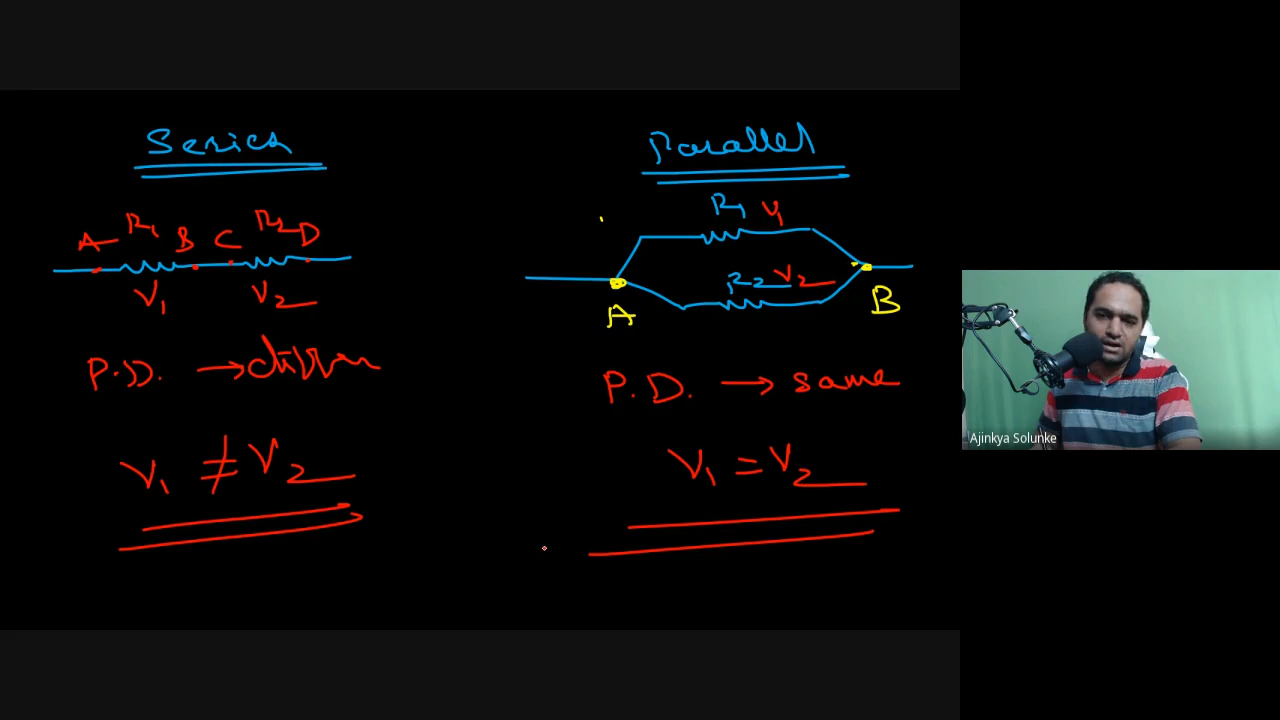 Series
A R1 B C R2 D
V1 V2
P.D. → differ
V1 ≠ V2
Parallel
R1 V1
R2 V2
A B
P.D. → same
V1 = V2
Ajinkya Solunke